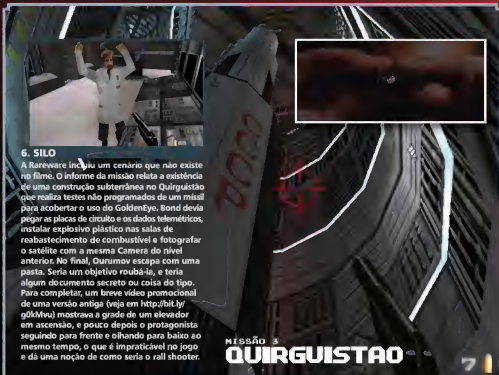 6. SILO
A Rareware incluiu um cenário que não existe
no filme. O informe da missão relata a existência
de uma construção subterrânea no Quirguistão
que realiza testes não programados de um míssil
para acobertar o uso do GoldenEye. Bond devia
pegar as placas de circuito e os dados telemétricos,
instalar explosivo plástico nas salas de
reabastecimento de combustível e fotografar
o satélite com a mesma Camera do nível
anterior. No final, Ourumov escapa com uma
pasta. Seria um objetivo roubá-la, e teria
algum documento secreto ou coisa do tipo.
Para completar, um breve vídeo promocional
de uma versão antiga (veja em http://bit.ly/
g0kMvu) mostrava a grade de um elevador
em ascensão, e pouco depois o protagonista
seguindo para frente e olhando para baixo ao
mesmo tempo, o que é impraticável no jogo
e dá uma noção de como seria o rail shooter.
MISSÃO 3
QUIRGUISTAO
7